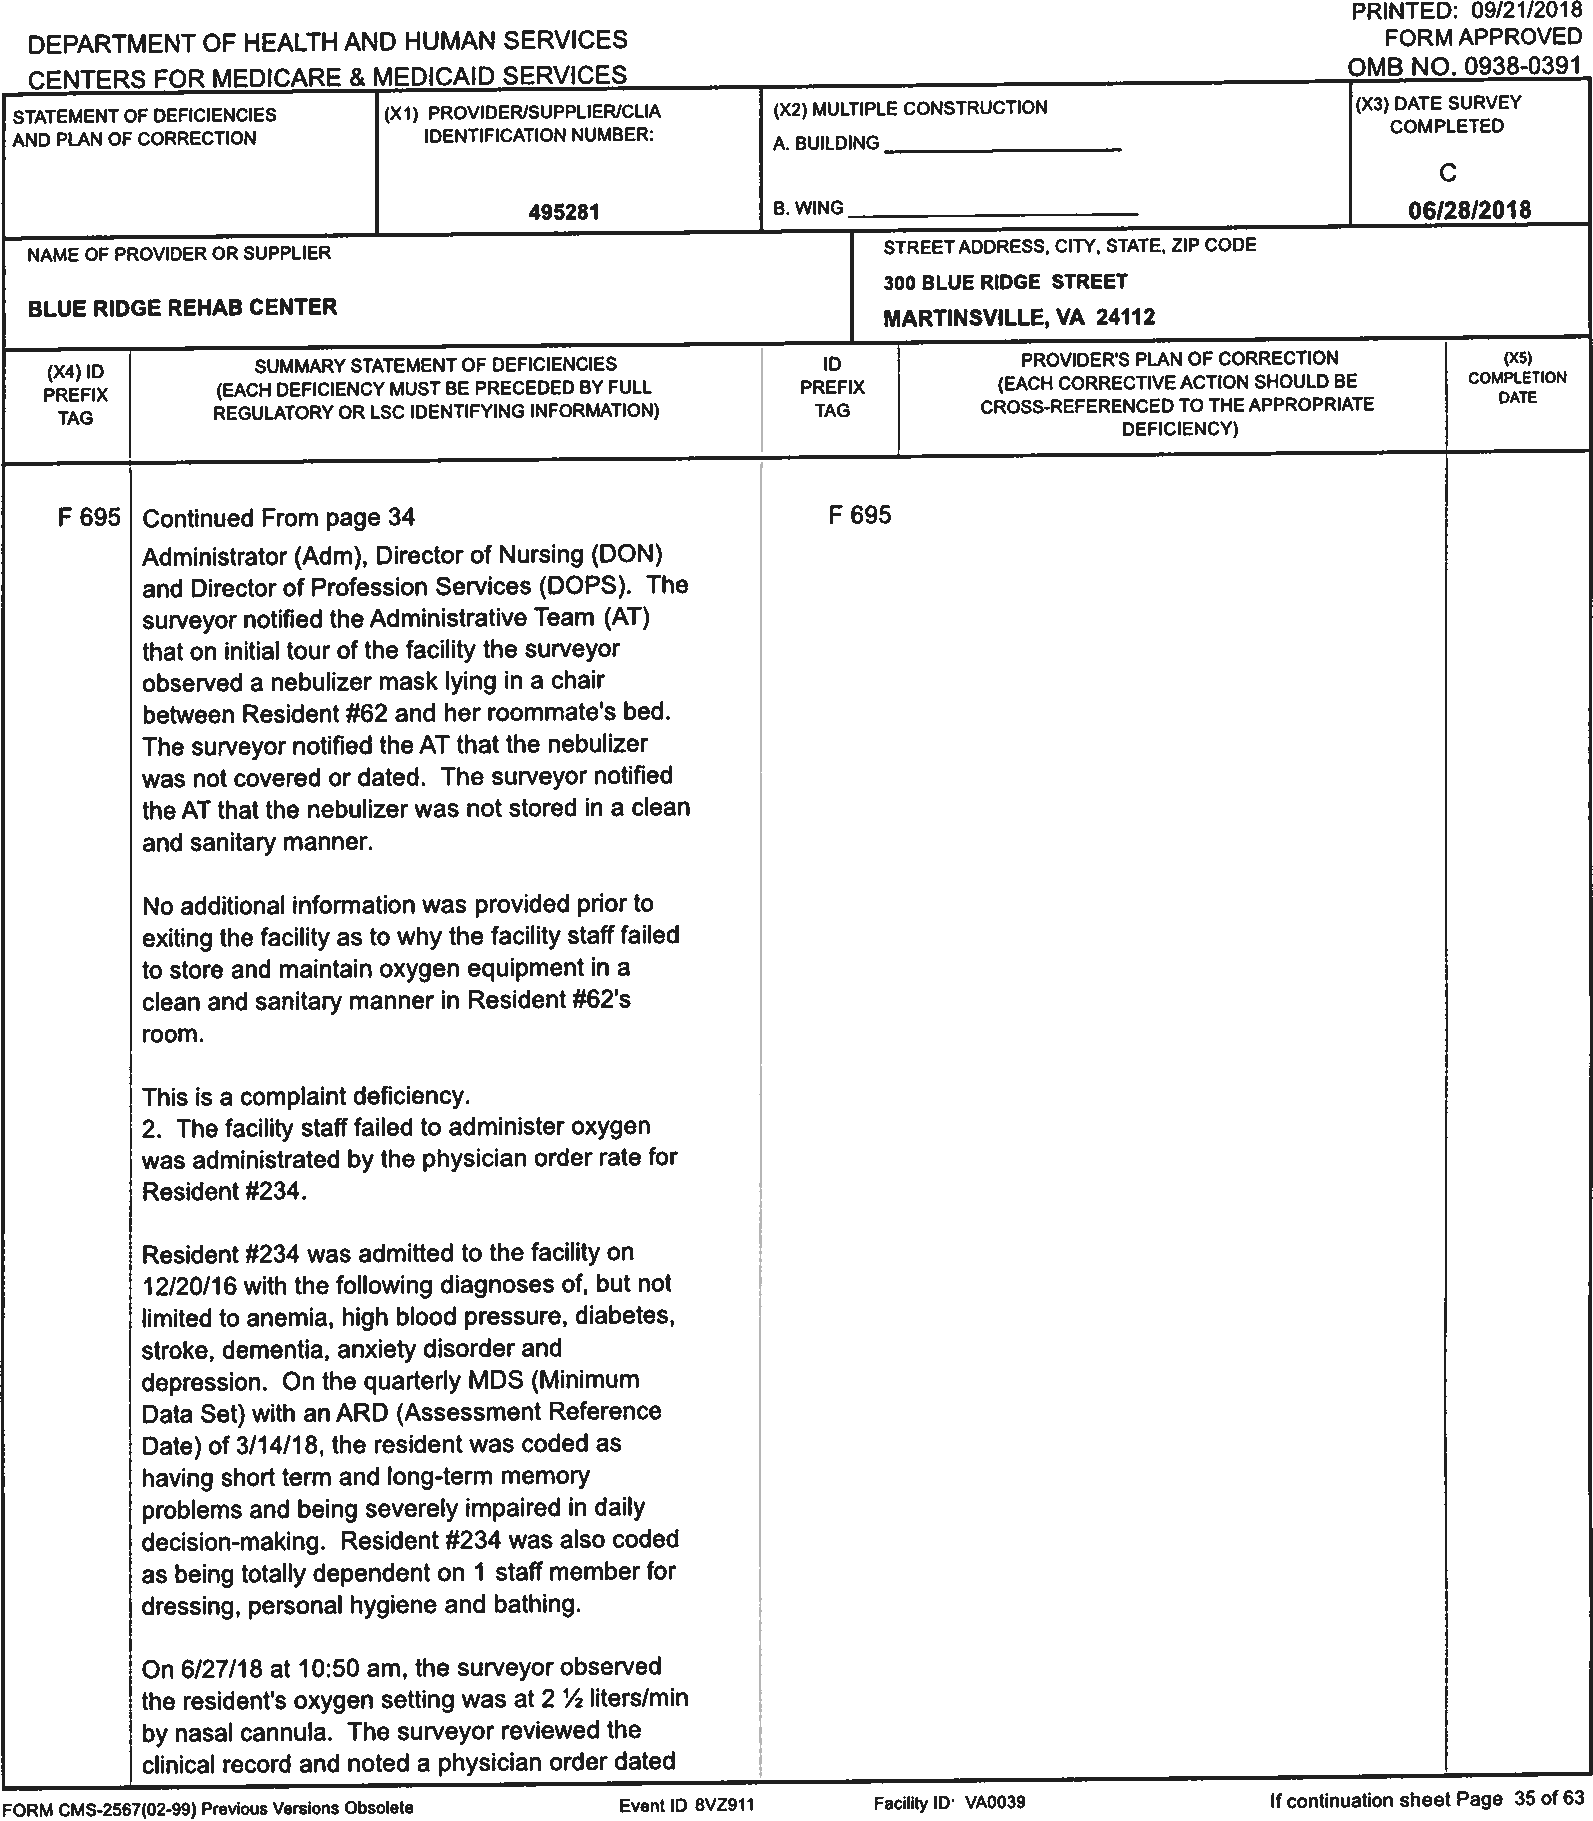 PRINTED: 09/21/2018
DEPARTMENT OF HEALTH AND HUMAN SERVICES
FORM APPROVED
CENTERS FOR MEDICARE & MEDICAID SERVICES
OMB NO. 0938-0391
STATEMENT OF DEFICIENCIES
AND PLAN OF CORRECTION
(X1) PROVIDER/SUPPLIER/CLIA
IDENTIFICATION NUMBER:
495281
(X2) MULTIPLE CONSTRUCTION
A. BUILDING
B. WING
(X3) DATE SURVEY
COMPLETED
C
06/28/2018
NAME OF PROVIDER OR SUPPLIER
BLUE RIDGE REHAB CENTER
STREET ADDRESS, CITY, STATE, ZIP CODE
300 BLUE RIDGE STREET
MARTINSVILLE, VA 24112
(X4) ID
PREFIX
TAG
SUMMARY STATEMENT OF DEFICIENCIES
(EACH DEFICIENCY MUST BE PRECEDED BY FULL
REGULATORY OR LSC IDENTIFYING INFORMATION)
ID
PREFIX
TAG
PROVIDER'S PLAN OF CORRECTION
(EACH CORRECTIVE ACTION SHOULD BE
CROSS-REFERENCED TO THE APPROPRIATE
DEFICIENCY)
(X5)
COMPLETION
DATE
F 695
Continued From page 34
F 695
Administrator (Adm), Director of Nursing (DON)
and Director of Profession Services (DOPS). The
surveyor notified the Administrative Team (AT)
that on initial tour of the facility the surveyor
observed a nebulizer mask lying in a chair
between Resident #62 and her roommate's bed.
The surveyor notified the AT that the nebulizer
was not covered or dated. The surveyor notified
the AT that the nebulizer was not stored in a clean
and sanitary manner.
No additional information was provided prior to
exiting the facility as to why the facility staff failed
to store and maintain oxygen equipment in a
clean and sanitary manner in Resident #62's
room.
This is a complaint deficiency.
2. The facility staff failed to administer oxygen
was administrated by the physician order rate for
Resident #234.
Resident #234 was admitted to the facility on
12/20/16 with the following diagnoses of, but not
limited to anemia, high blood pressure, diabetes,
stroke, dementia, anxiety disorder and
depression. On the quarterly MDS (Minimum
Data Set) with an ARD (Assessment Reference
Date) of 3/14/18, the resident was coded as
having short term and long-term memory
problems and being severely impaired in daily
decision-making. Resident #234 was also coded
as being totally dependent on 1 staff member for
dressing, personal hygiene and bathing.
On 6/27/18 at 10:50 am, the surveyor observed
the resident's oxygen setting was at 2 ½ liters/min
by nasal cannula. The surveyor reviewed the
clinical record and noted a physician order dated
FORM CMS-2567(02-99) Previous Versions Obsolete
Event ID 8VZ911
Facility ID' VA0039
If continuation sheet Page 35 of 63